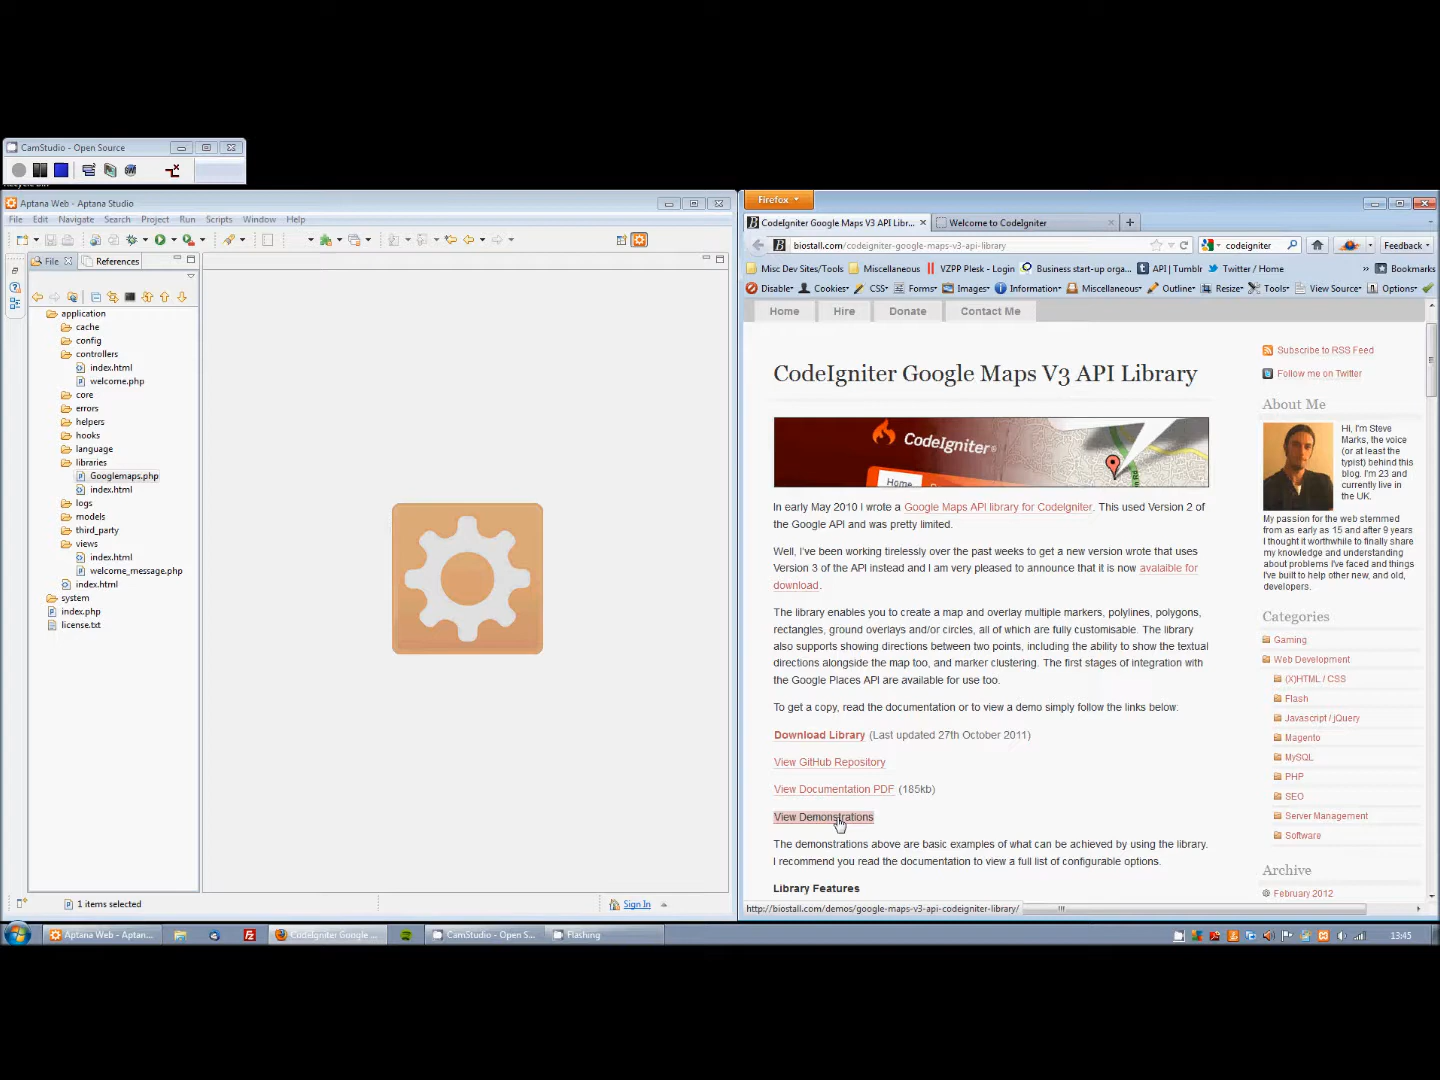 CamStudio - Open Source
Aptana Web - Aptana Studio
File Edit Navigate Search Project Run Scripts Window Help
File References
application
cache
config
controllers
index.html
welcome.php
core
errors
helpers
hooks
language
libraries
Googlemaps.php
index.html
logs
models
third_party
views
index.html
welcome_message.php
index.html
system
index.php
license.txt
1 items selected
Sign In
Firefox
CodeIgniter Google Maps V3 API Libr...
Welcome to CodeIgniter
biostall.com/codeigniter-google-maps-v3-api-library
codeigniter
Feedback
Misc Dev Sites/Tools Miscellaneous VZPP Plesk - Login Business start-up orga... API | Tumblr Twitter / Home » Bookmarks
Disable Cookies CSS Forms Images Information Miscellaneous Outline Resize Tools View Source Options
Home Hire Donate Contact Me
CodeIgniter Google Maps V3 API Library
CodeIgniter
Home
In early May 2010 I wrote a Google Maps API library for CodeIgniter. This used Version 2 of
the Google API and was pretty limited.
Well, I've been working tirelessly over the past weeks to get a new version wrote that uses
Version 3 of the API instead and I am very pleased to announce that it is now avalaible for
download.
The library enables you to create a map and overlay multiple markers, polylines, polygons,
rectangles, ground overlays and/or circles, all of which are fully customisable. The library
also supports showing directions between two points, including the ability to show the textual
directions alongside the map too, and marker clustering. The first stages of integration with
the Google Places API are available for use too.
To get a copy, read the documentation or to view a demo simply follow the links below:
Download Library (Last updated 27th October 2011)
View GitHub Repository
View Documentation PDF (185kb)
View Demonstrations
The demonstrations above are basic examples of what can be achieved by using the library.
I recommend you read the documentation to view a full list of configurable options.
Library Features
Subscribe to RSS Feed
Follow me on Twitter
About Me
Hi, I'm Steve
Marks, the voice
(or at least the
typist) behind this
blog. I'm 23 and
currently live in
the UK.
My passion for the web stemmed
from as early as 15 and after 9 years
I thought it worthwhile to finally share
my knowledge and understanding
about problems I've faced and things
I've built to help other new, and old,
developers.
Categories
Gaming
Web Development
(X)HTML / CSS
Flash
Javascript / jQuery
Magento
MySQL
PHP
SEO
Server Management
Software
Archive
February 2012
http://biostall.com/demos/google-maps-v3-api-codeigniter-library/
Aptana Web - Aptan...
CodeIgniter Google ...
CamStudio - Open S...
Flashing
13:45